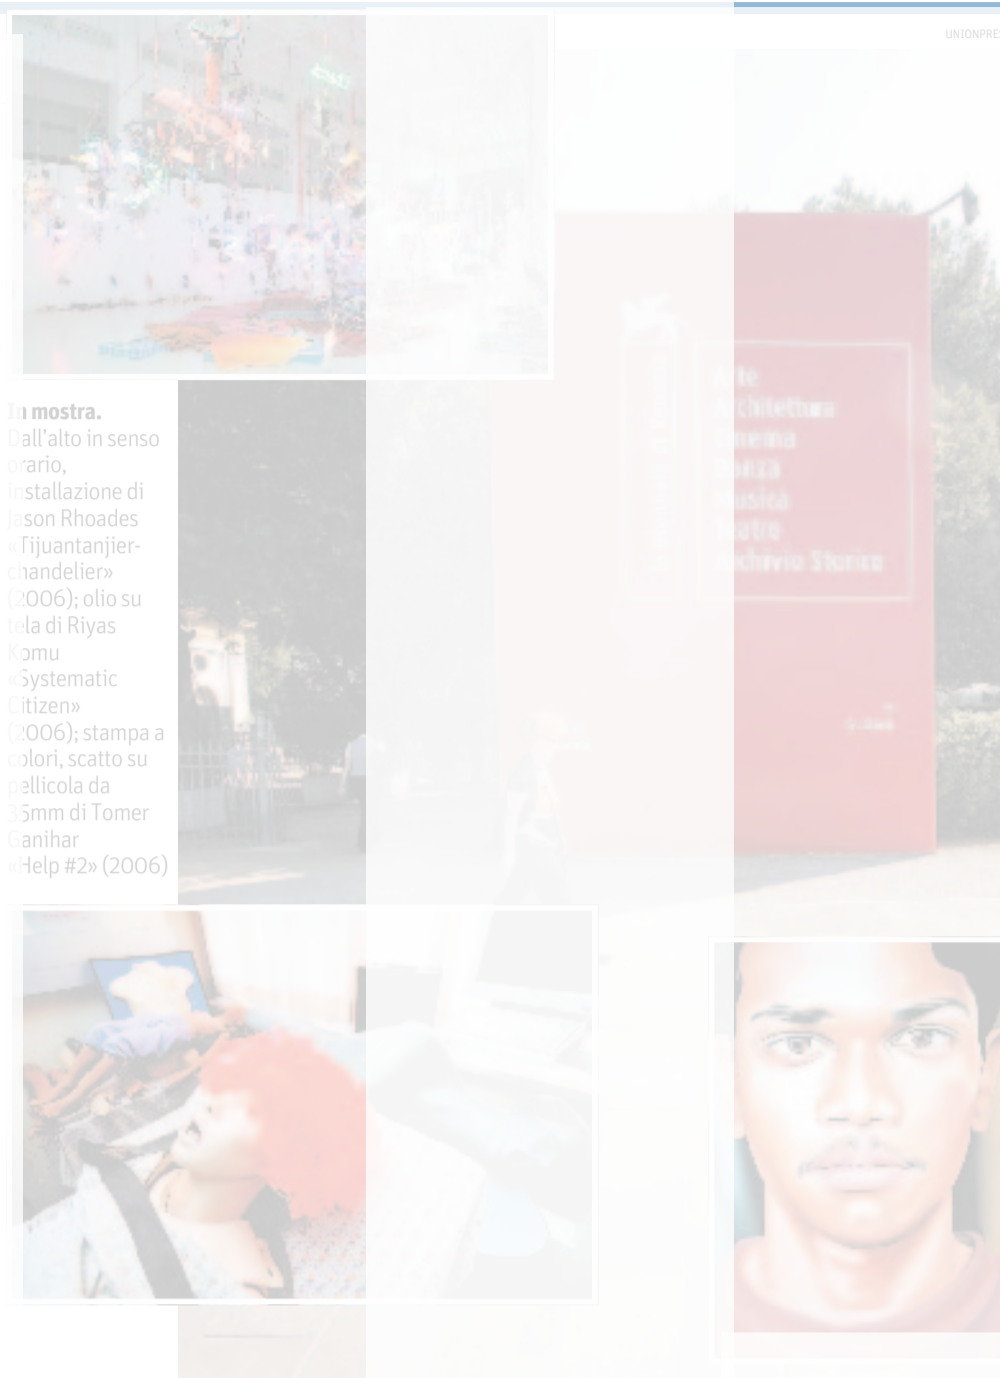 UNIONPRE
In mostra.
Dall'alto in senso
orario,
installazione di
Jason Rhoades
«Tijuantanjier-
chandelier»
(2006); olio su
tela di Riyas
Komu
«Systematic
Citizen»
(2006); stampa a
colori, scatto su
pellicola da
35mm di Tomer
Ganihar
«Help #2» (2006)
Arte
Architettura
Cinema
Danza
Musica
Teatro
Archivio Storico